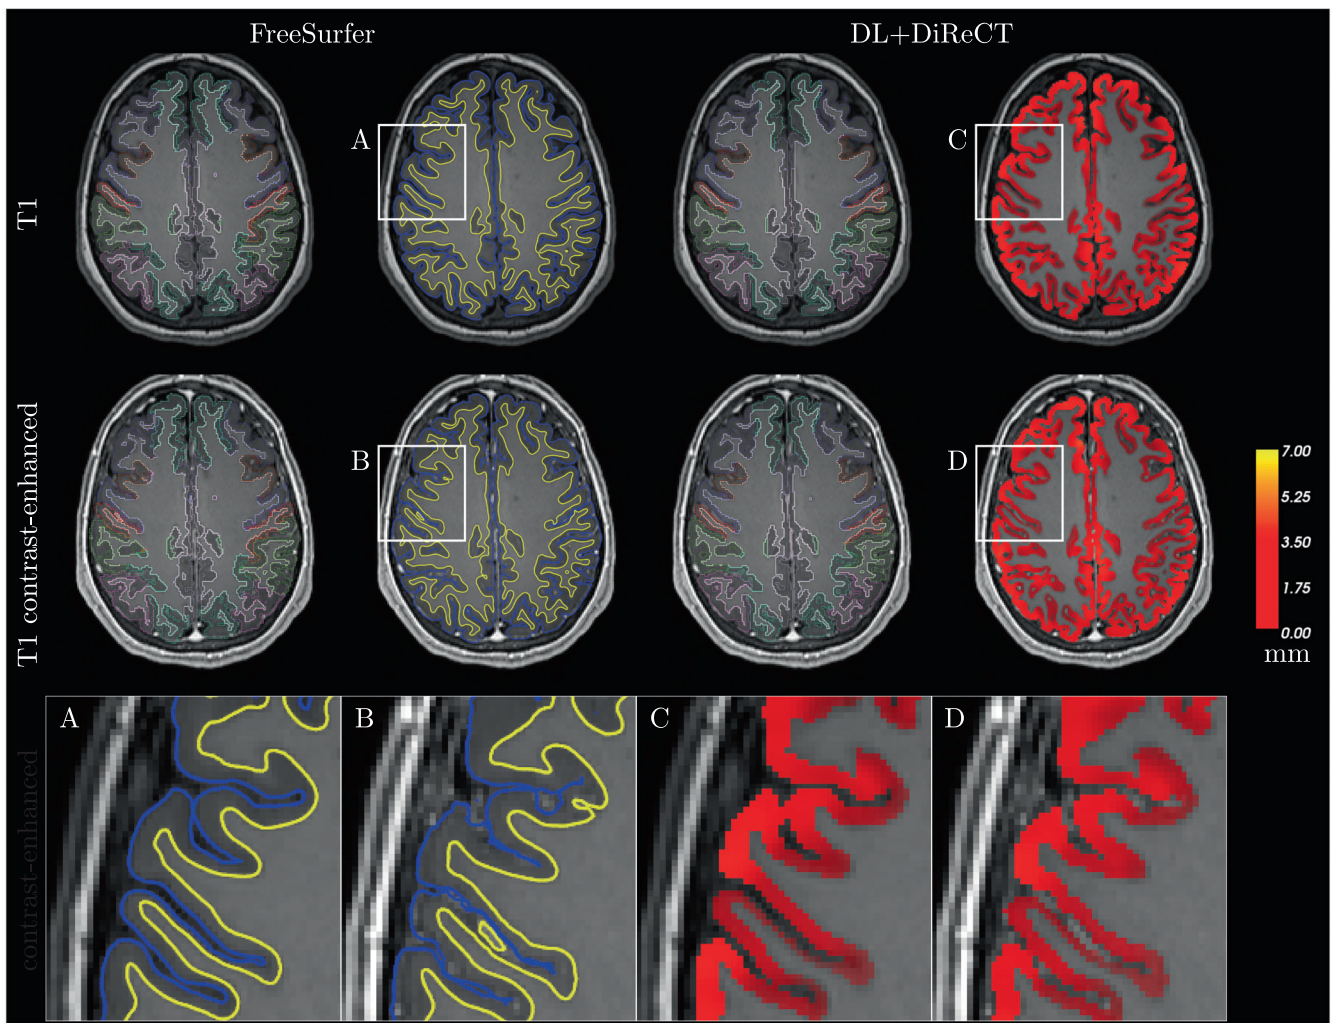 FreeSurfer
DL+DiReCT
T1
A
C
T1 contrast-enhanced
B
D
7.00
5.25
3.50
1.75
0.00
mm
contrast-enhanced
A
B
C
D